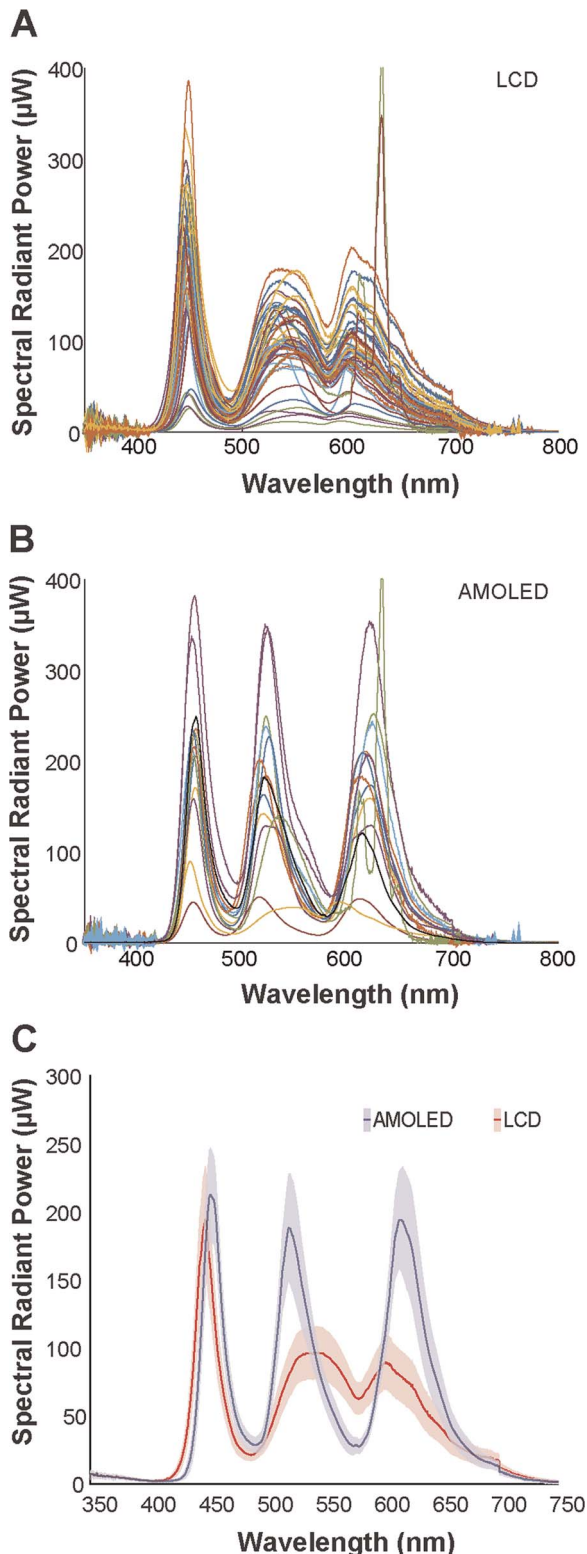 A
Spectral Radiant Power (µW)
400
300
200
100
0
LCD
400 500 600 700 800
Wavelength (nm)
B
Spectral Radiant Power (µW)
400
300
200
100
0
AMOLED
400 500 600 700 800
Wavelength (nm)
C
Spectral Radiant Power (µW)
300
250
200
150
100
50
0
AMOLED LCD
350 400 450 500 550 600 650 700 750
Wavelength (nm)